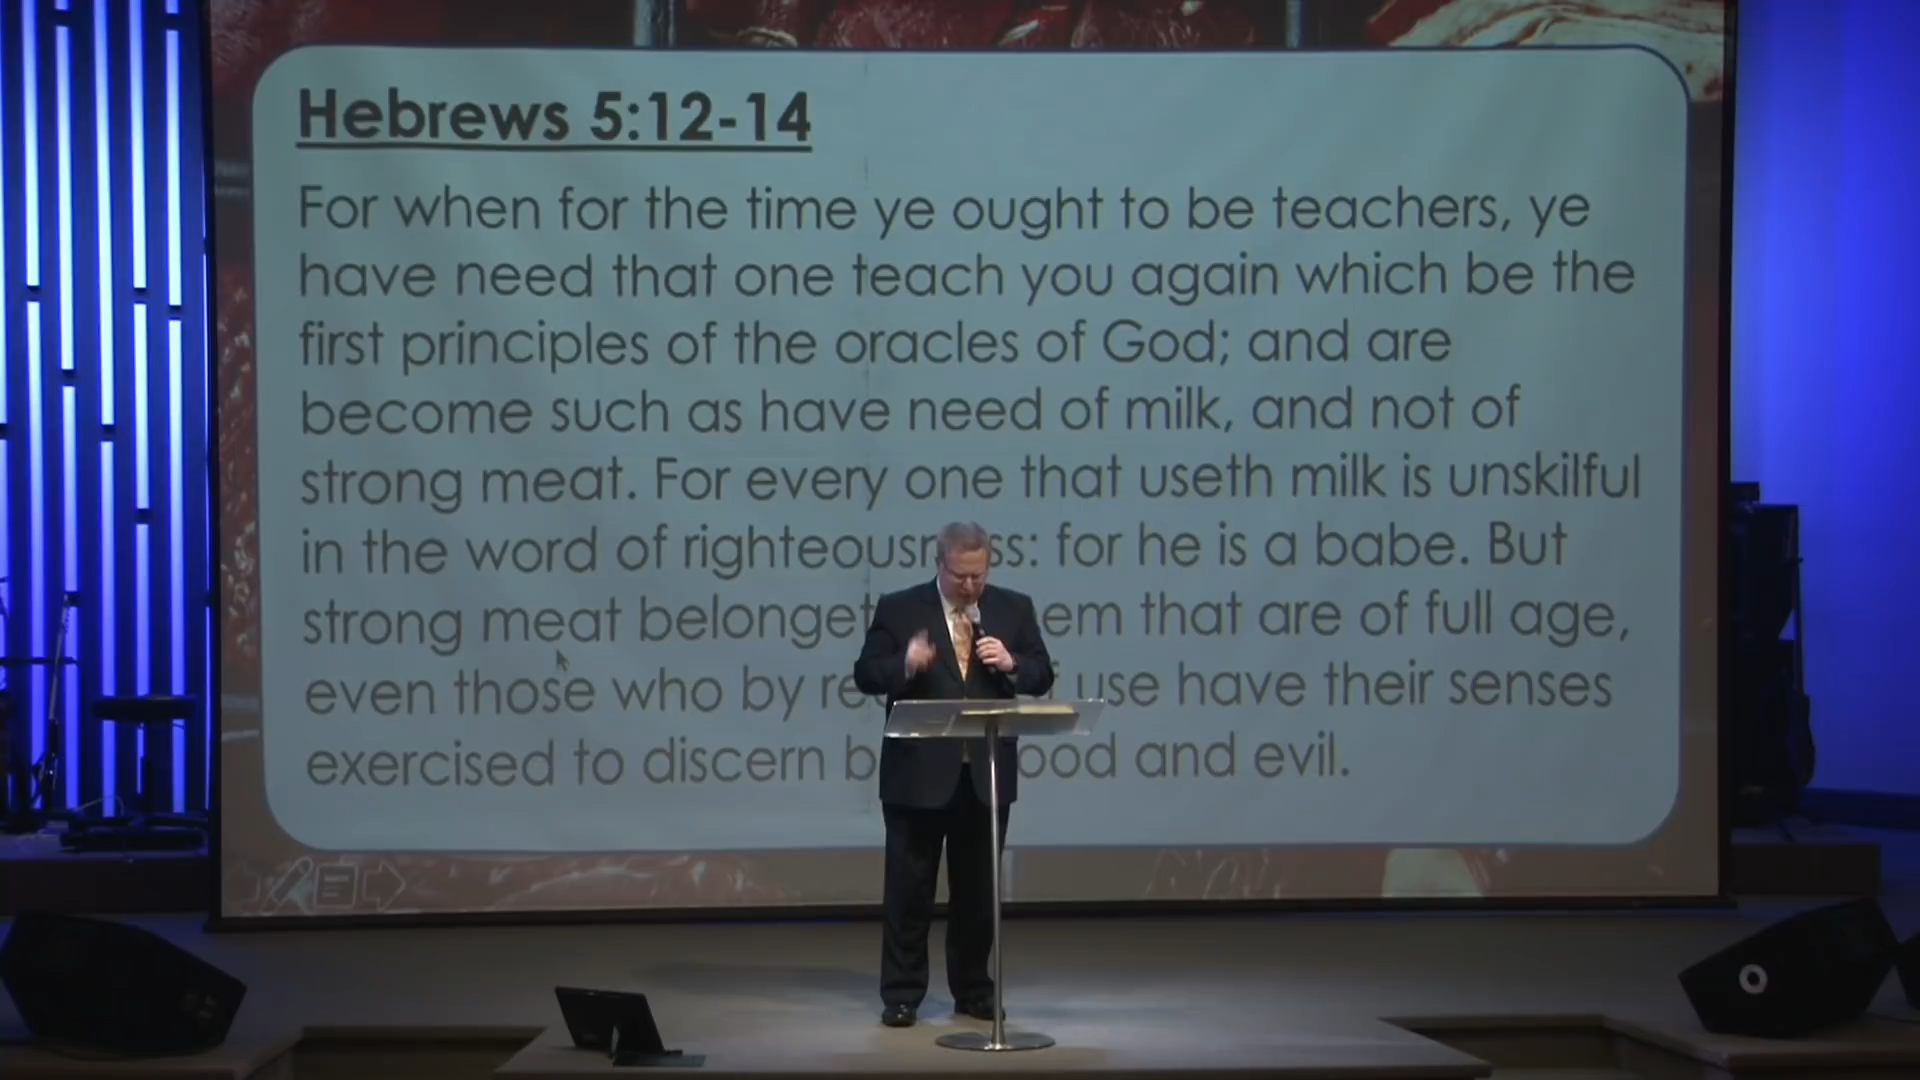 Hebrews 5:12-14
For when for the time ye ought to be teachers, ye
have need that one teach you again which be the
first principles of the oracles of God; and are
become such as have need of milk, and not of
strong meat. For every one that useth milk is unskilful
in the word of righteousness: for he is a babe. But
strong meat belonget em that are of full age,
even those who by re use have their senses
exercised to discern b ood and evil.